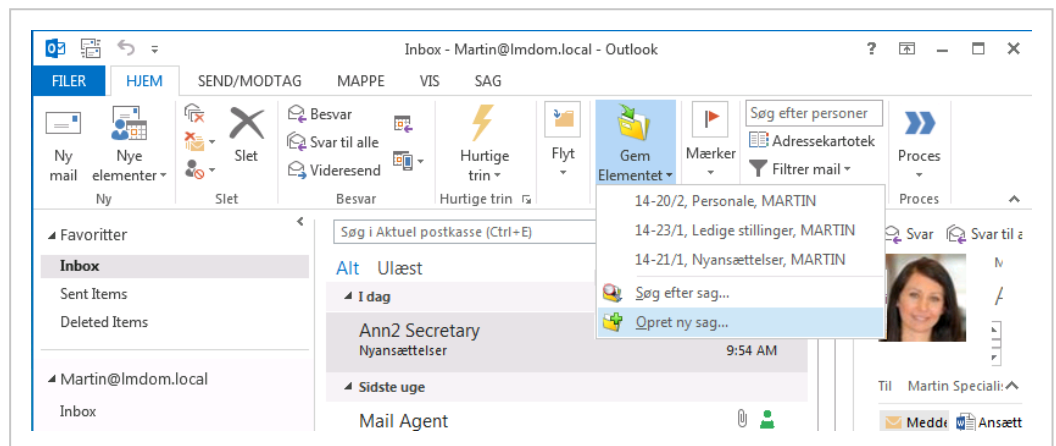 Inbox - Martin@lmdom.local - Outlook
FILER HJEM SEND/MODTAG MAPPE VIS SAG
Ny mail
Nye elementer
Ny
Slet
Slet
Besvar
Svar til alle
Videresend
Besvar
Hurtige trin
Hurtige trin
Flyt
Gem Elementet
Mærker
Søg efter personer
Adressekartotek
Filtrer mail
Proces
Proces
14-20/2, Personale, MARTIN
14-23/1, Ledige stillinger, MARTIN
14-21/1, Nyansættelser, MARTIN
Søg efter sag...
Opret ny sag...
Favoritter
Inbox
Sent Items
Deleted Items
Martin@lmdom.local
Inbox
Søg i Aktuel postkasse (Ctrl+E)
Alt Ulæst
I dag
Ann2 Secretary
Nyansættelser 9:54 AM
Sidste uge
Mail Agent
Svar Svar til
Til Martin